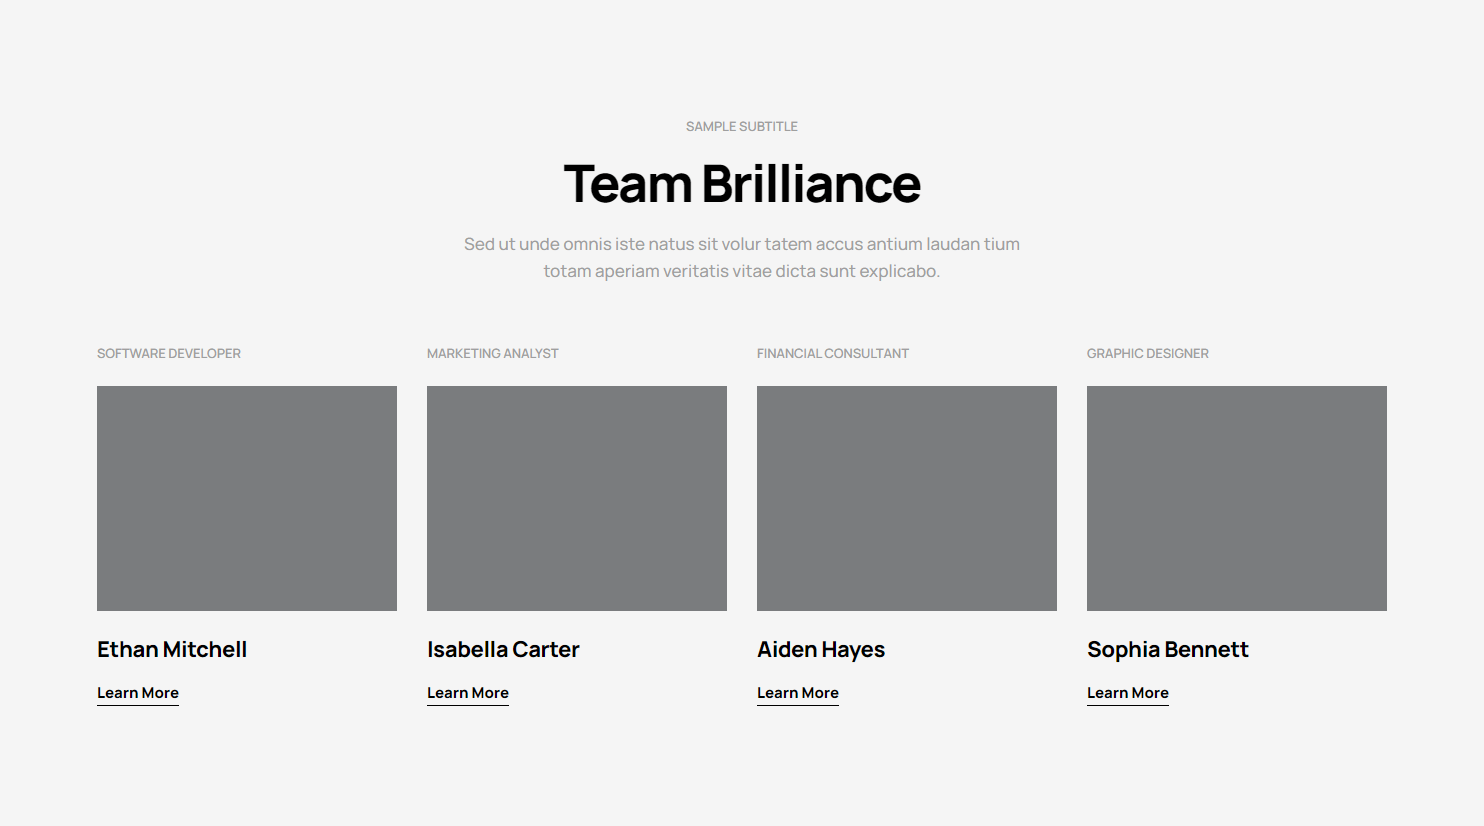 SAMPLE SUBTITLE
Team Brilliance
Sed ut unde omnis iste natus sit volur tatem accus antium laudan tium
totam aperiam veritatis vitae dicta sunt explicabo.
SOFTWARE DEVELOPER
Ethan Mitchell
Learn More
MARKETING ANALYST
Isabella Carter
Learn More
FINANCIAL CONSULTANT
Aiden Hayes
Learn More
GRAPHIC DESIGNER
Sophia Bennett
Learn More